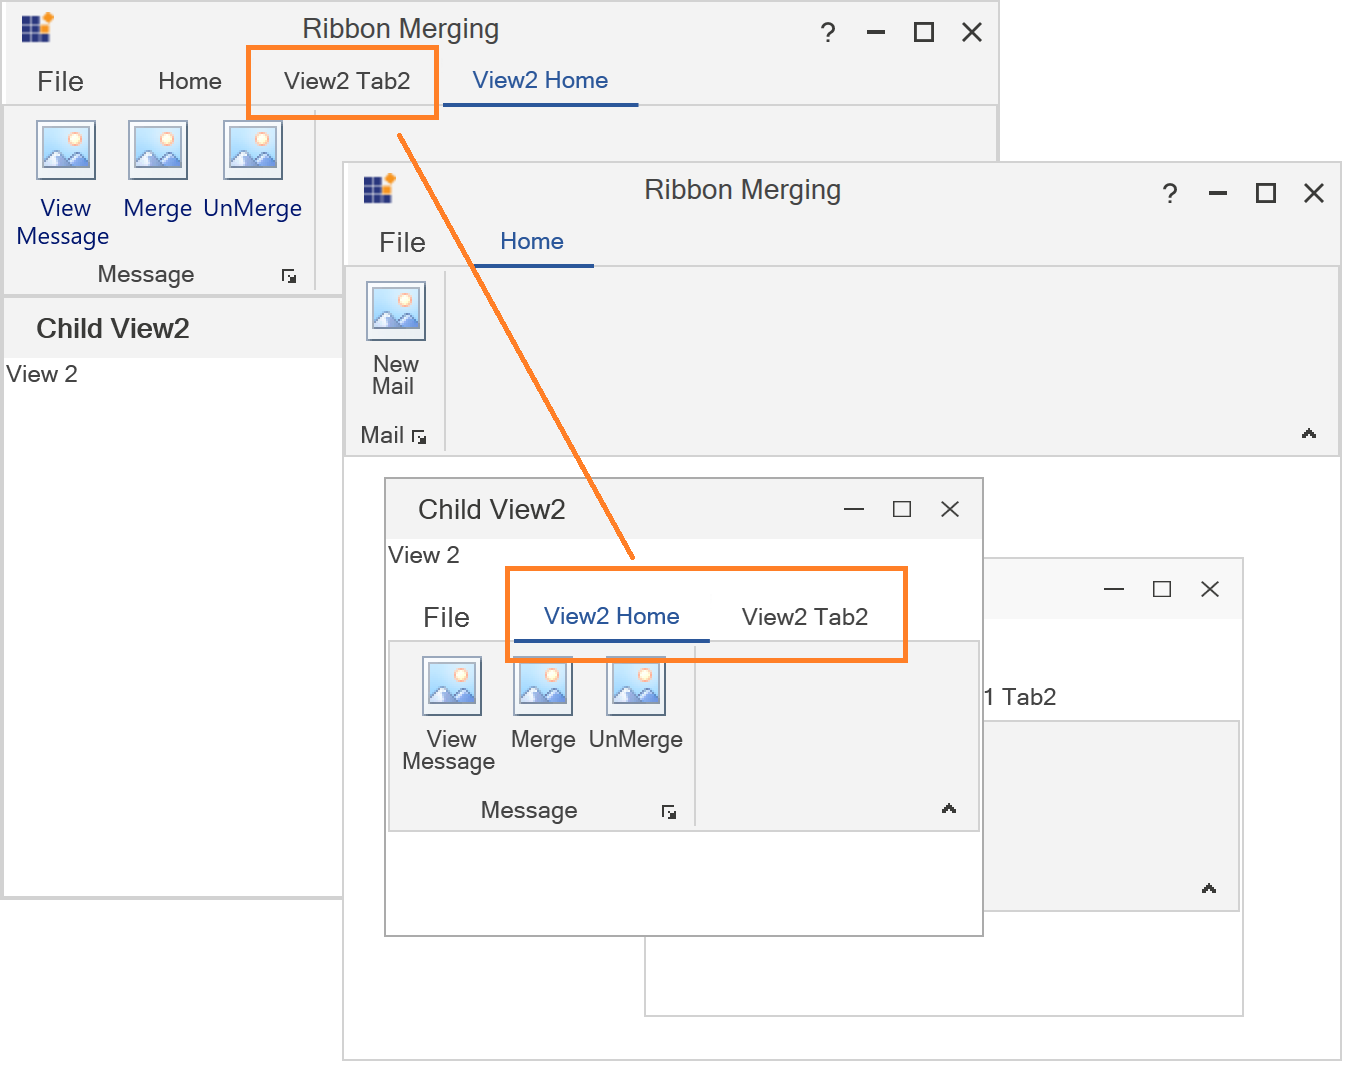 Ribbon Merging
?
File
Home
View2 Tab2
View2 Home
View
Message
Merge
UnMerge
Message
Child View2
View 2
Ribbon Merging
?
File
Home
New
Mail
Mail
Child View2
View 2
File
View2 Home
View2 Tab2
View
Message
Merge
UnMerge
Message
1 Tab2